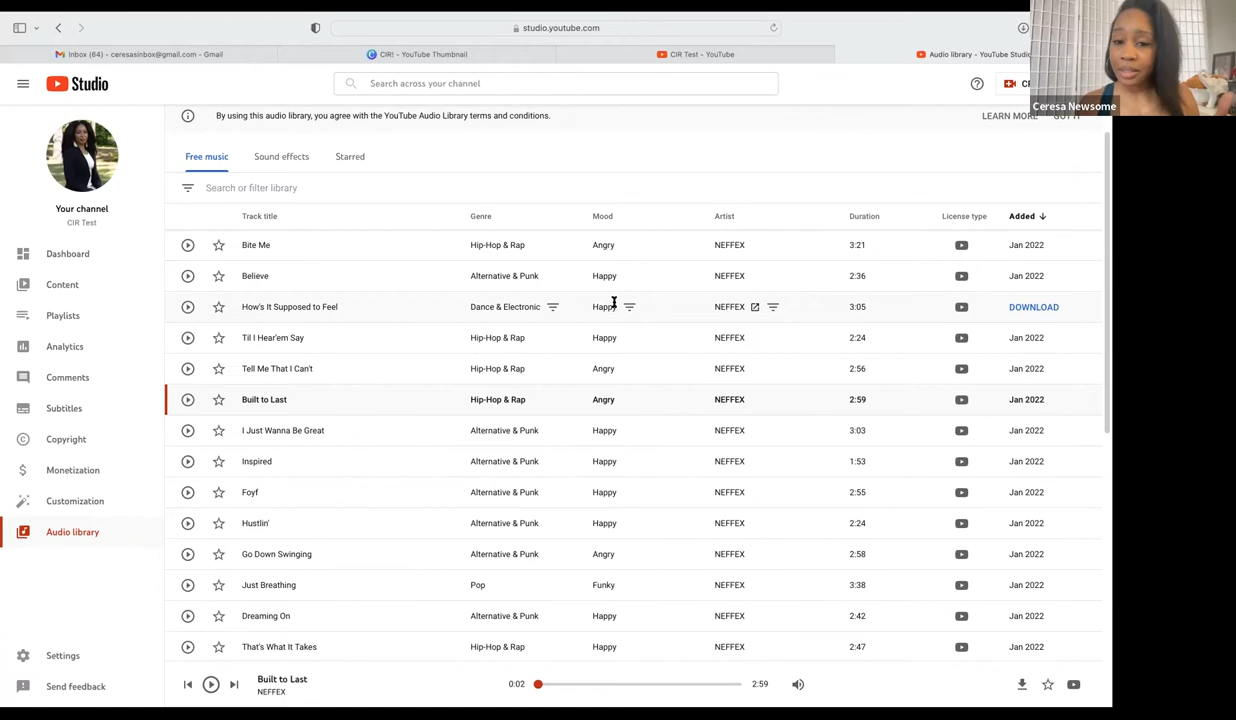 studio.youtube.com
Inbox (64) – ceresasinbox@gmail.com - Gmail
CIR! - YouTube Thumbnail
CIR Test - YouTube
Audio library - YouTube Studio
Studio
Search across your channel
Ceresa Newsome
By using this audio library, you agree with the YouTube Audio Library terms and conditions.
LEARN MORE GOT IT
Your channel
CIR Test
Dashboard
Content
Playlists
Analytics
Comments
Subtitles
Copyright
Monetization
Customization
Audio library
Settings
Send feedback
Free music Sound effects Starred
Search or filter library
Track title Genre Mood Artist Duration License type Added
Bite Me Hip-Hop & Rap Angry NEFFEX 3:21 Jan 2022
Believe Alternative & Punk Happy NEFFEX 2:36 Jan 2022
How's It Supposed to Feel Dance & Electronic Happy NEFFEX 3:05 DOWNLOAD
Til I Hear'em Say Hip-Hop & Rap Happy NEFFEX 2:24 Jan 2022
Tell Me That I Can't Hip-Hop & Rap Angry NEFFEX 2:56 Jan 2022
Built to Last Hip-Hop & Rap Angry NEFFEX 2:59 Jan 2022
I Just Wanna Be Great Alternative & Punk Happy NEFFEX 3:03 Jan 2022
Inspired Alternative & Punk Happy NEFFEX 1:53 Jan 2022
Foyf Alternative & Punk Happy NEFFEX 2:55 Jan 2022
Hustlin' Alternative & Punk Happy NEFFEX 2:24 Jan 2022
Go Down Swinging Alternative & Punk Angry NEFFEX 2:58 Jan 2022
Just Breathing Pop Funky NEFFEX 3:38 Jan 2022
Dreaming On Alternative & Punk Happy NEFFEX 2:42 Jan 2022
That's What It Takes Hip-Hop & Rap Happy NEFFEX 2:47 Jan 2022
Built to Last
NEFFEX
0:02 2:59